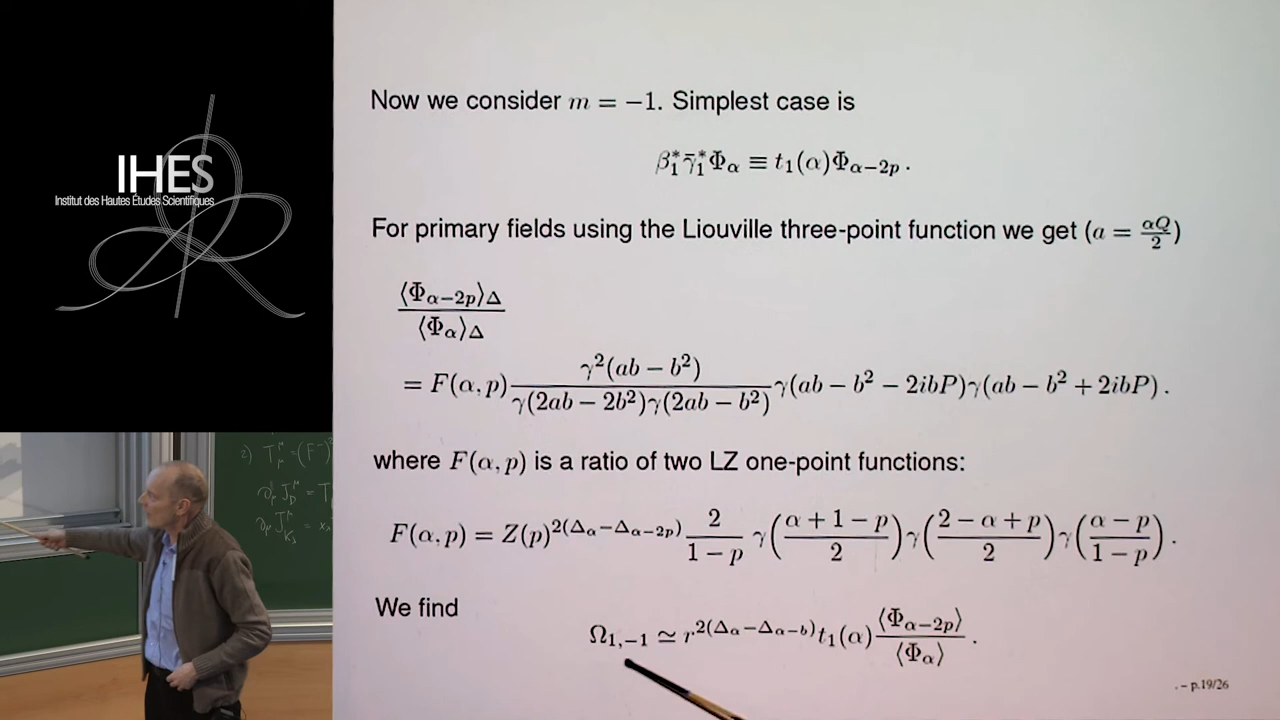 IHES
Institut des Hautes Études Scientifiques
Now we consider m = −1. Simplest case is
β₁*γ̄₁*Φ_α ≡ t₁(α)Φ_{α−2p} .
For primary fields using the Liouville three-point function we get (a = αQ/2)
⟨Φ_{α−2p}⟩_Δ / ⟨Φ_α⟩_Δ
= F(α, p) γ²(ab − b²) / γ(2ab − 2b²)γ(2ab − b²) γ(ab − b² − 2ibP)γ(ab − b² + 2ibP) .
where F(α, p) is a ratio of two LZ one-point functions:
F(α, p) = Z(p)^{2(Δ_α−Δ_{α−2p})} 2/(1 − p) γ((α + 1 − p)/2) γ((2 − α + p)/2) γ((α − p)/(1 − p)) .
We find
Ω_{1,−1} ≃ r^{2(Δ_α−Δ_{α−b})} t₁(α) ⟨Φ_{α−2p}⟩ / ⟨Φ_α⟩ .
. – p.19/26
2) T